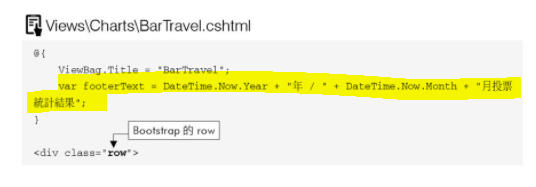 Views\Charts\BarTravel.cshtml
@{
ViewBag.Title = "BarTravel";
var footerText = DateTime.Now.Year + "年 / " + DateTime.Now.Month + "月投票
統計結果";
}
Bootstrap 的 row
<div class="row">